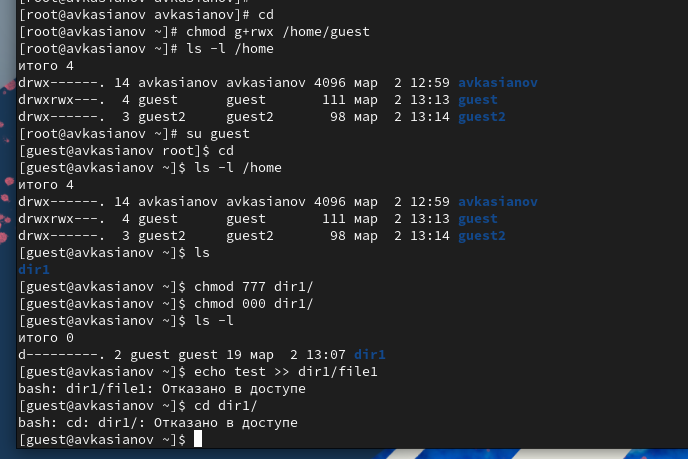 [root@avkasianov avkasianov]#
[root@avkasianov avkasianov]# cd
[root@avkasianov ~]# chmod g+rwx /home/guest
[root@avkasianov ~]# ls -l /home
итого 4
drwx------. 14 avkasianov avkasianov 4096 мар  2 12:59 avkasianov
drwxrwx---.  4 guest      guest       111 мар  2 13:13 guest
drwx------.  3 guest2     guest2       98 мар  2 13:14 guest2
[root@avkasianov ~]# su guest
[guest@avkasianov root]$ cd
[guest@avkasianov ~]$ ls -l /home
итого 4
drwx------. 14 avkasianov avkasianov 4096 мар  2 12:59 avkasianov
drwxrwx---.  4 guest      guest       111 мар  2 13:13 guest
drwx------.  3 guest2     guest2       98 мар  2 13:14 guest2
[guest@avkasianov ~]$ ls
dir1
[guest@avkasianov ~]$ chmod 777 dir1/
[guest@avkasianov ~]$ chmod 000 dir1/
[guest@avkasianov ~]$ ls -l
итого 0
d---------. 2 guest guest 19 мар  2 13:07 dir1
[guest@avkasianov ~]$ echo test >> dir1/file1
bash: dir1/file1: Отказано в доступе
[guest@avkasianov ~]$ cd dir1/
bash: cd: dir1/: Отказано в доступе
[guest@avkasianov ~]$